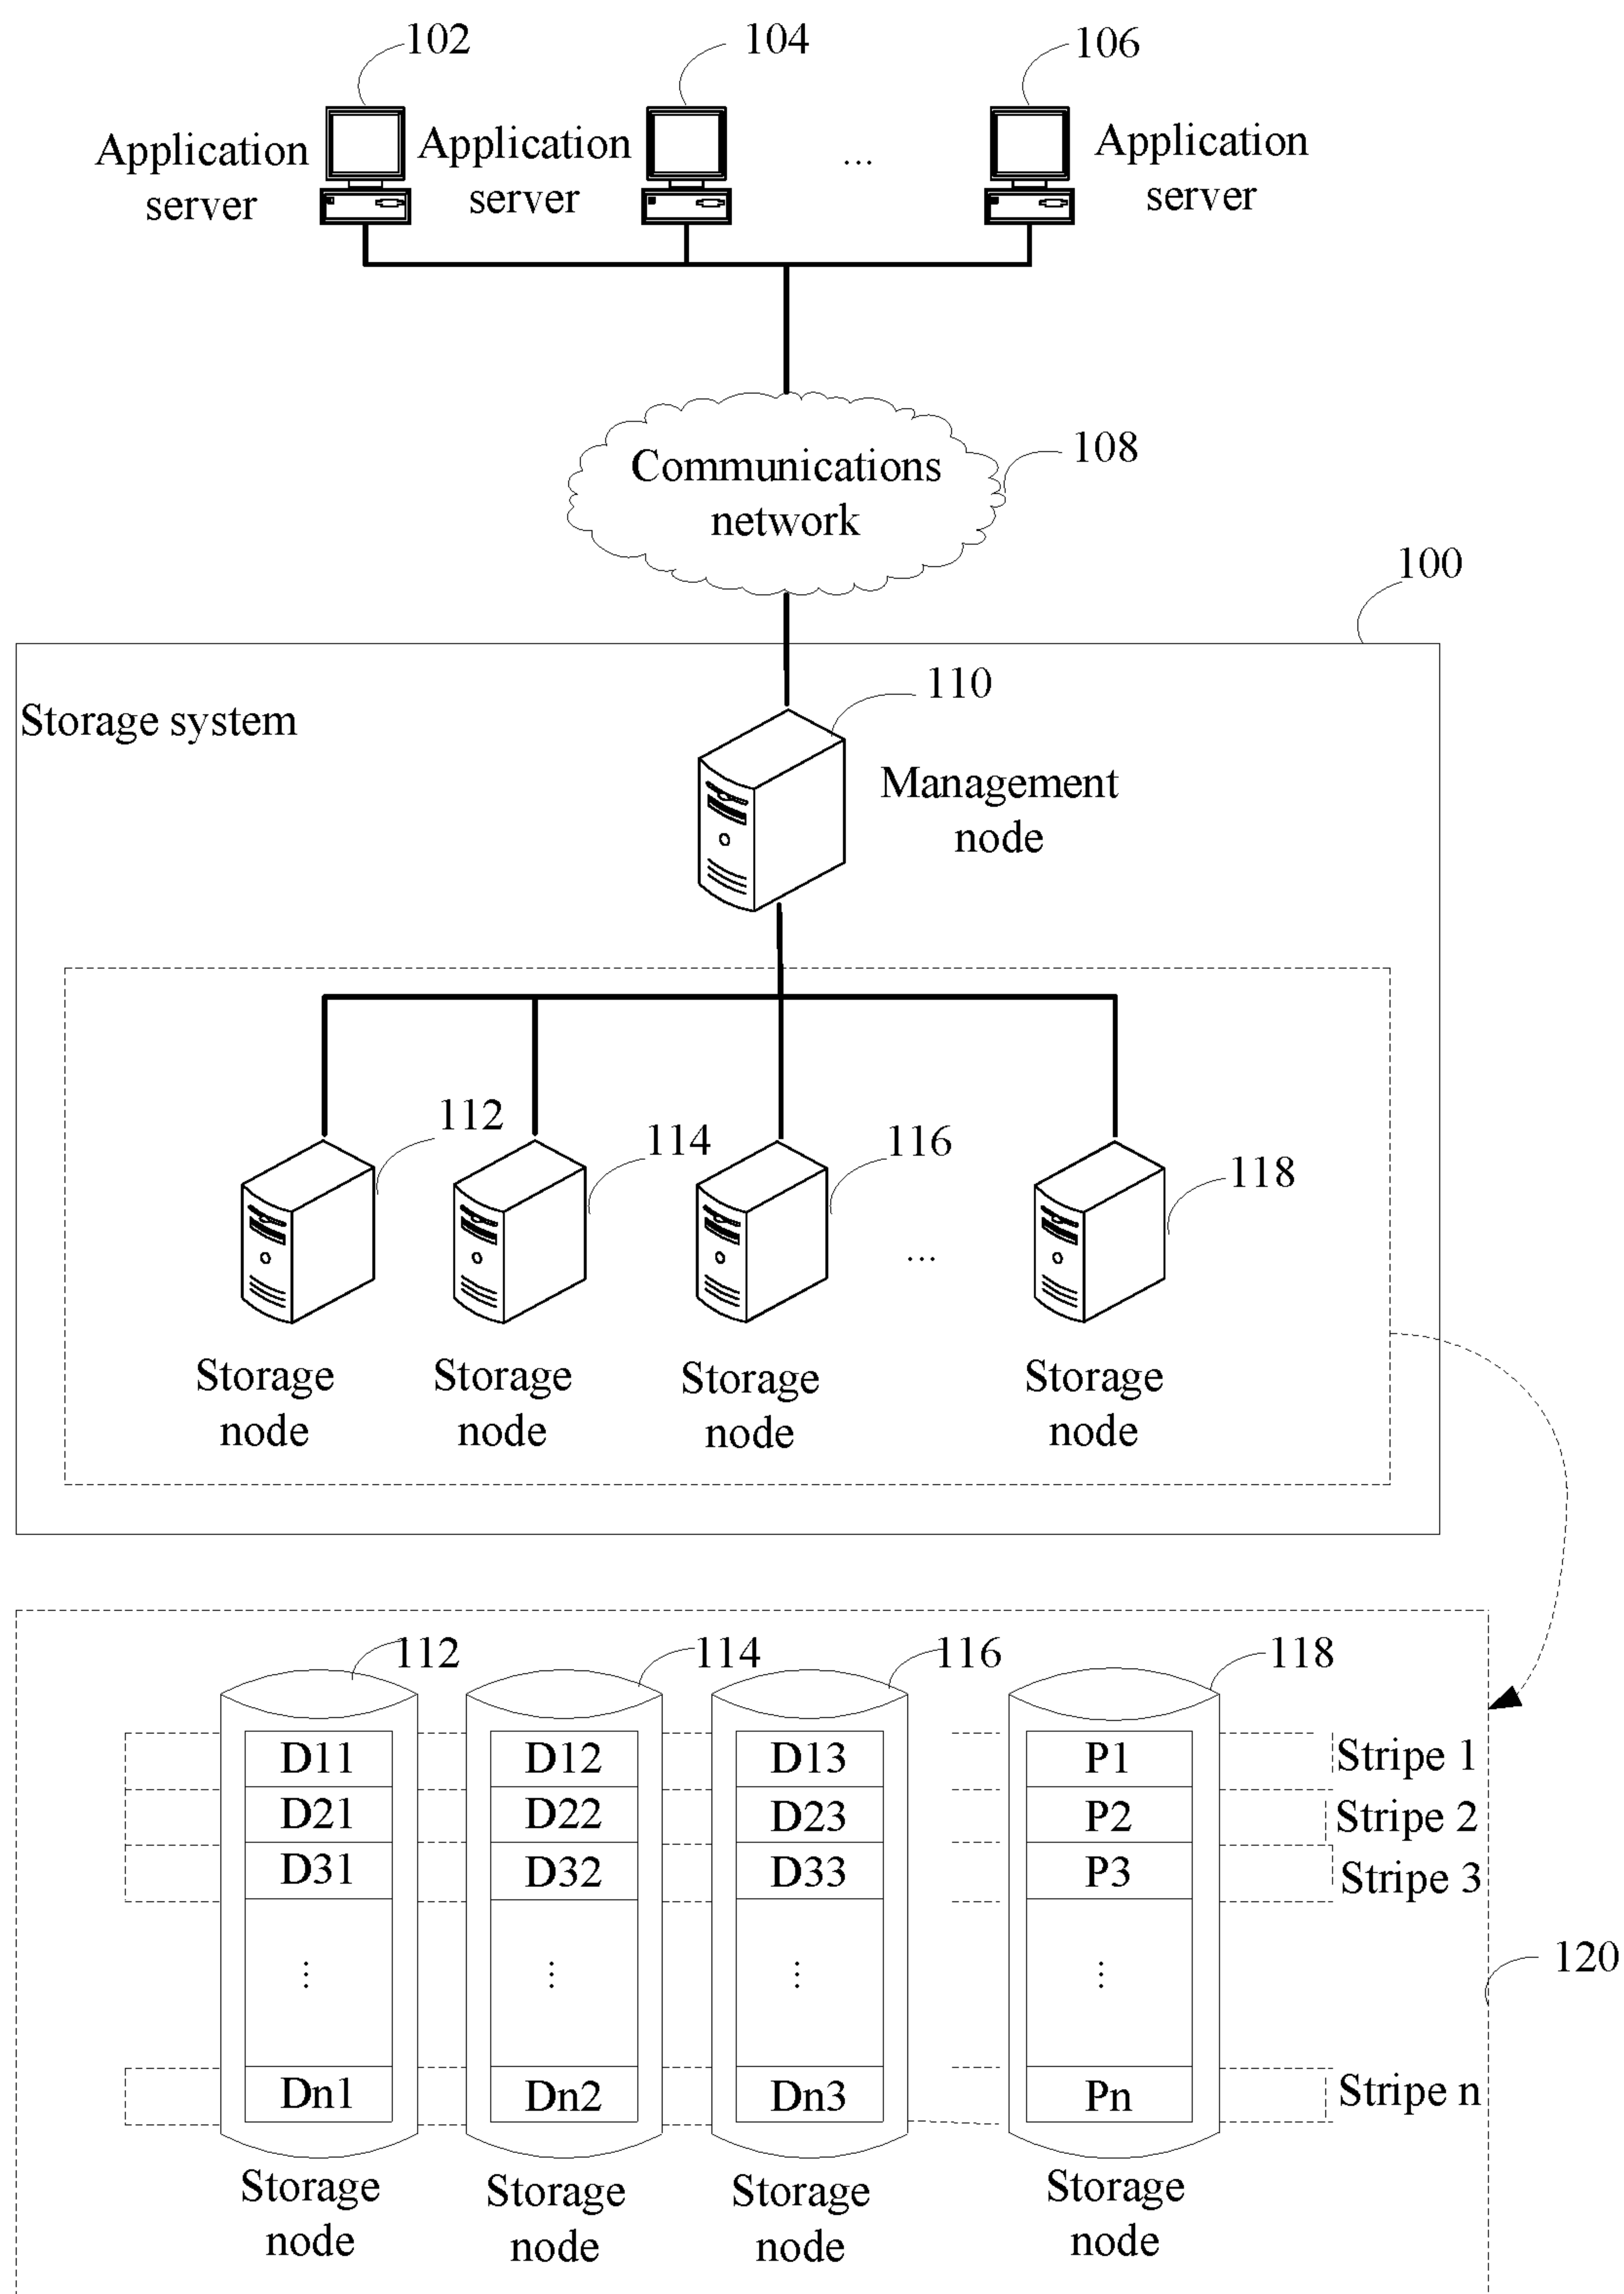 102
104
106
Application
server
Application
server
...
Application
server
Communications
network
108
100
Storage system
110
Management
node
112
114
116
118
...
Storage
node
Storage
node
Storage
node
Storage
node
112
114
116
118
D11
D12
D13
P1
Stripe 1
D21
D22
D23
P2
Stripe 2
D31
D32
D33
P3
Stripe 3
⋮
⋮
⋮
⋮
120
Dn1
Dn2
Dn3
Pn
Stripe n
Storage
node
Storage
node
Storage
node
Storage
node